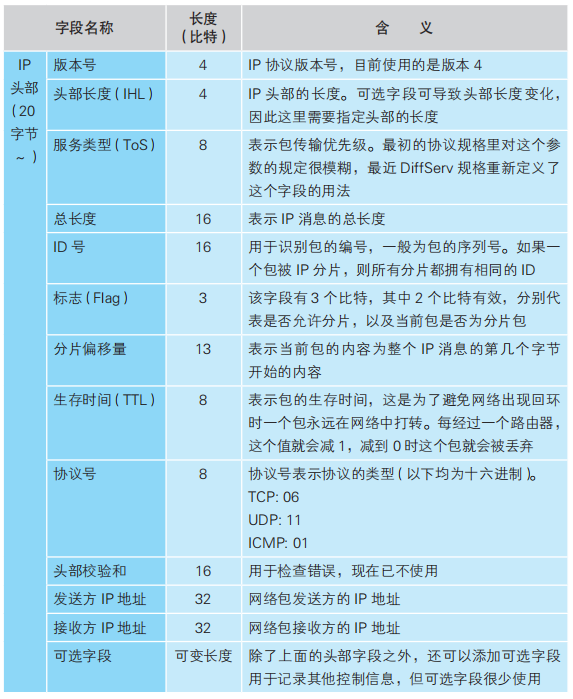 字段名称
长度
（比特）
含 义
IP
头部
（20
字节
～ ）
版本号
4
IP 协议版本号，目前使用的是版本 4
头部长度（IHL）
4
IP 头部的长度。可选字段可导致头部长度变化，
因此这里需要指定头部的长度
服务类型（ToS）
8
表示包传输优先级。最初的协议规格里对这个参
数的规定很模糊，最近 DiffServ 规格重新定义了
这个字段的用法
总长度
16
表示 IP 消息的总长度
ID 号
16
用于识别包的编号，一般为包的序列号。如果一
个包被 IP 分片，则所有分片都拥有相同的 ID
标志（Flag）
3
该字段有 3 个比特，其中 2 个比特有效，分别代
表是否允许分片，以及当前包是否为分片包
分片偏移量
13
表示当前包的内容为整个 IP 消息的第几个字节
开始的内容
生存时间（TTL）
8
表示包的生存时间，这是为了避免网络出现回环
时一个包永远在网络中打转。每经过一个路由器，
这个值就会减 1，减到 0 时这个包就会被丢弃
协议号
8
协议号表示协议的类型（以下均为十六进制）。
TCP: 06
UDP: 11
ICMP: 01
头部校验和
16
用于检查错误，现在已不使用
发送方 IP 地址
32
网络包发送方的 IP 地址
接收方 IP 地址
32
网络包接收方的 IP 地址
可选字段
可变长度
除了上面的头部字段之外，还可以添加可选字段
用于记录其他控制信息，但可选字段很少使用